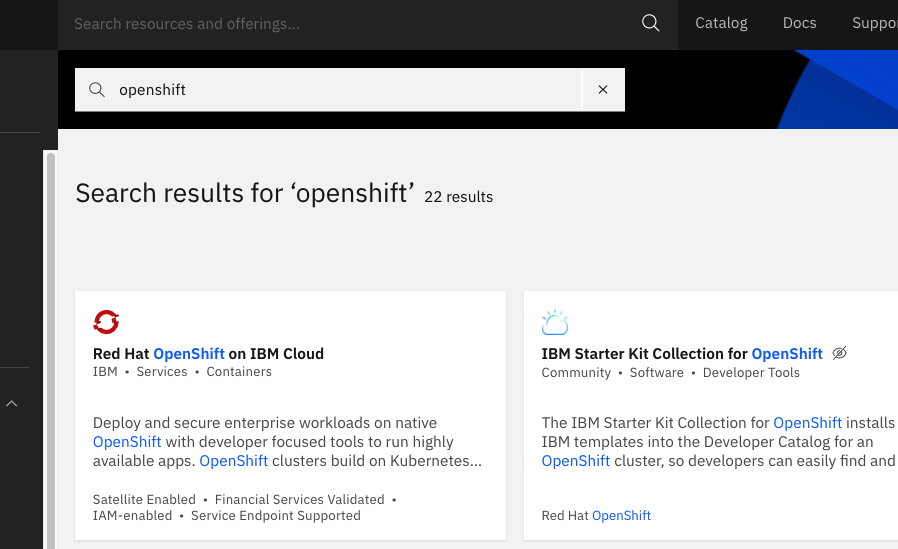 Search resources and offerings...
Catalog
Docs
Suppor
openshift
Search results for ‘openshift’ 22 results
Red Hat OpenShift on IBM Cloud
IBM • Services • Containers
Deploy and secure enterprise workloads on native
OpenShift with developer focused tools to run highly
available apps. OpenShift clusters build on Kubernetes...
Satellite Enabled • Financial Services Validated •
IAM-enabled • Service Endpoint Supported
IBM Starter Kit Collection for OpenShift
Community • Software • Developer Tools
The IBM Starter Kit Collection for OpenShift installs
IBM templates into the Developer Catalog for an
OpenShift cluster, so developers can easily find and
Red Hat OpenShift